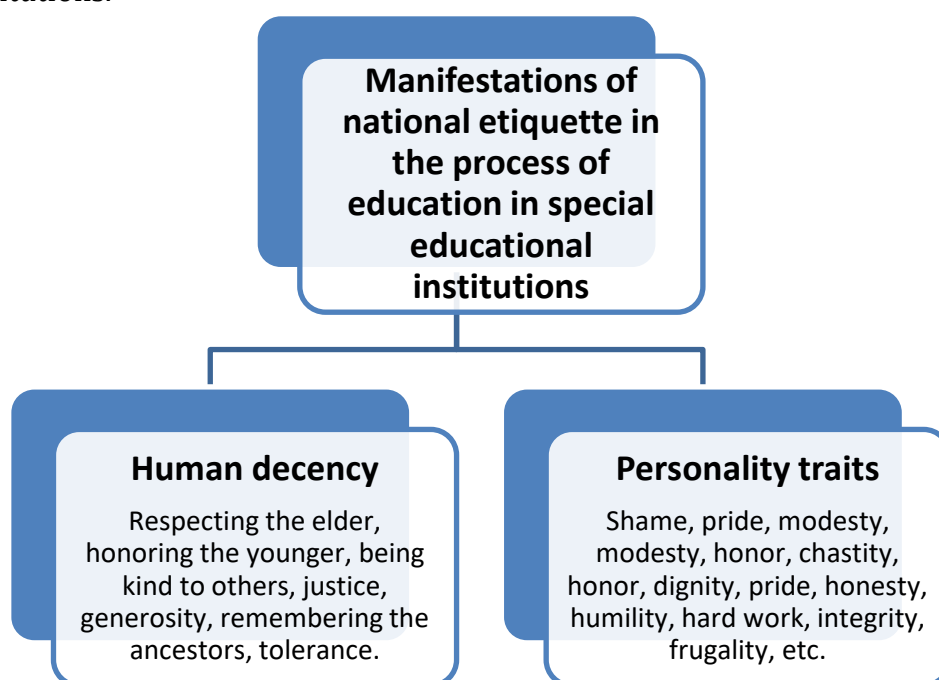 Manifestations of
national etiquette in
the process of
education in special
educational
institutions
Human decency
Respecting the elder,
honoring the younger, being
kind to others, justice,
generosity, remembering the
ancestors, tolerance.
Personality traits
Shame, pride, modesty,
modesty, honor, chastity,
honor, dignity, pride, honesty,
humility, hard work, integrity,
frugality, etc.